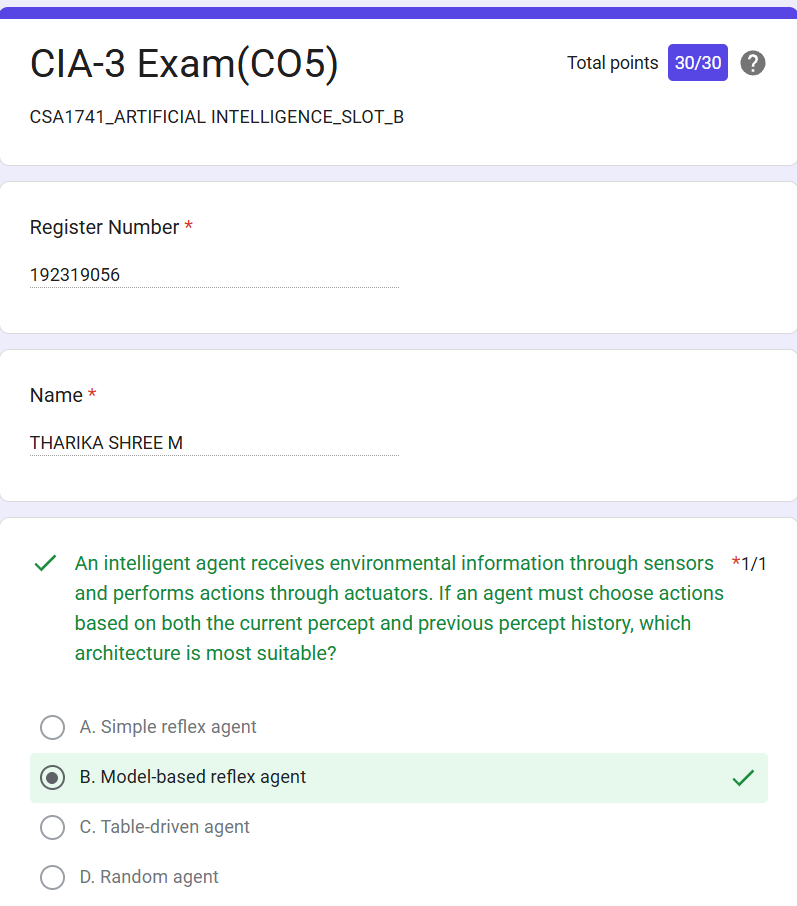 CIA-3 Exam(CO5)
Total points 30/30 ?
CSA1741_ARTIFICIAL INTELLIGENCE_SLOT_B
Register Number *
192319056
Name *
THARIKA SHREE M
An intelligent agent receives environmental information through sensors *1/1
and performs actions through actuators. If an agent must choose actions
based on both the current percept and previous percept history, which
architecture is most suitable?
A. Simple reflex agent
B. Model-based reflex agent
C. Table-driven agent
D. Random agent